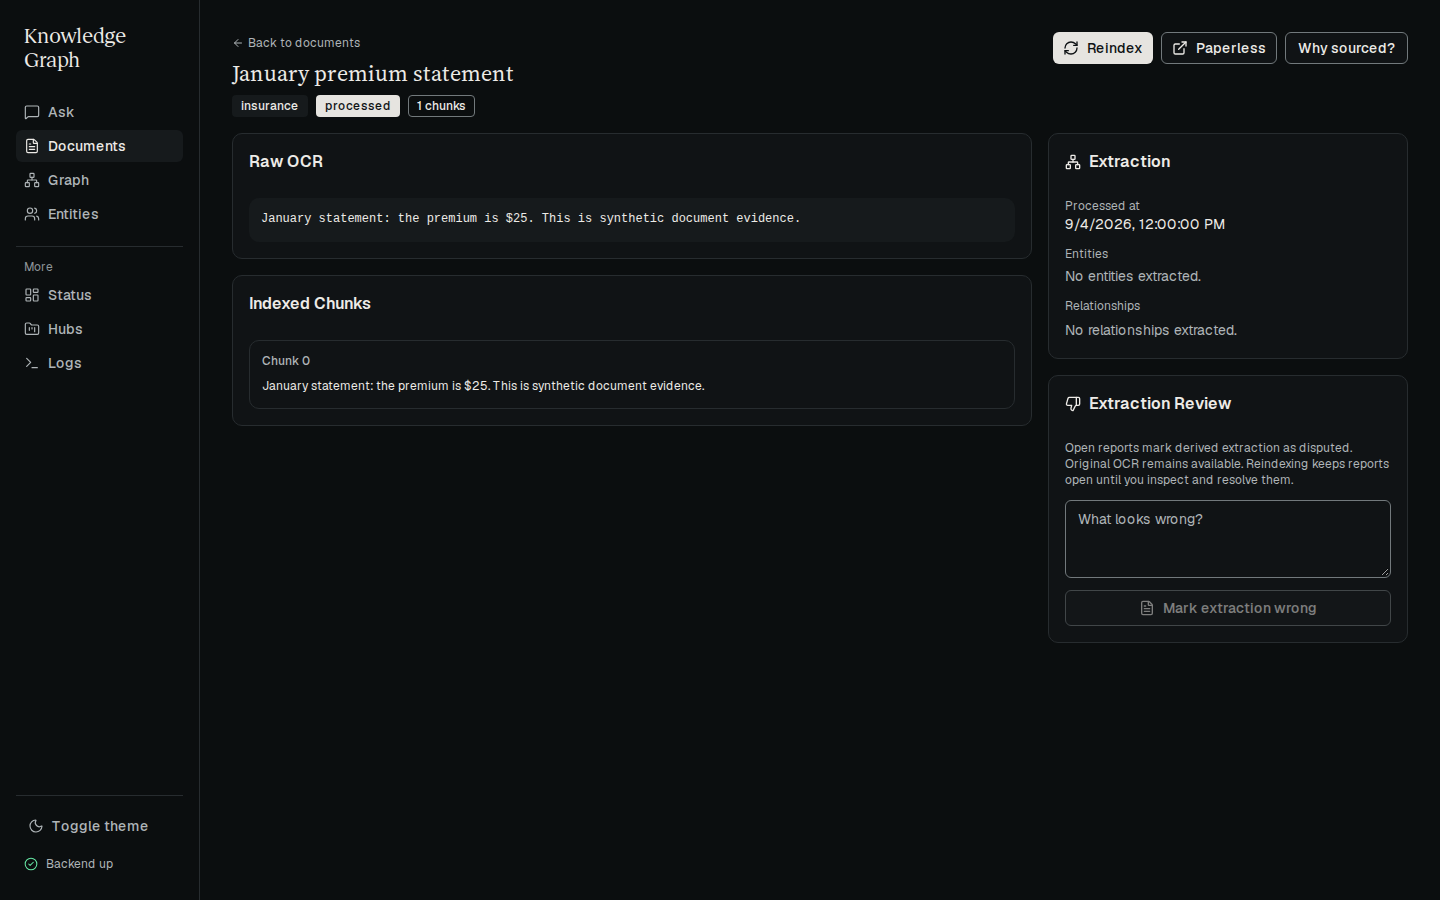 Knowledge
Graph
Ask
Documents
Graph
Entities
More
Status
Hubs
Logs
Toggle theme
Backend up
← Back to documents
January premium statement
insurance processed 1 chunks
Reindex Paperless Why sourced?
Raw OCR
January statement: the premium is $25. This is synthetic document evidence.
Indexed Chunks
Chunk 0
January statement: the premium is $25. This is synthetic document evidence.
Extraction
Processed at
9/4/2026, 12:00:00 PM
Entities
No entities extracted.
Relationships
No relationships extracted.
Extraction Review
Open reports mark derived extraction as disputed.
Original OCR remains available. Reindexing keeps reports
open until you inspect and resolve them.
What looks wrong?
Mark extraction wrong